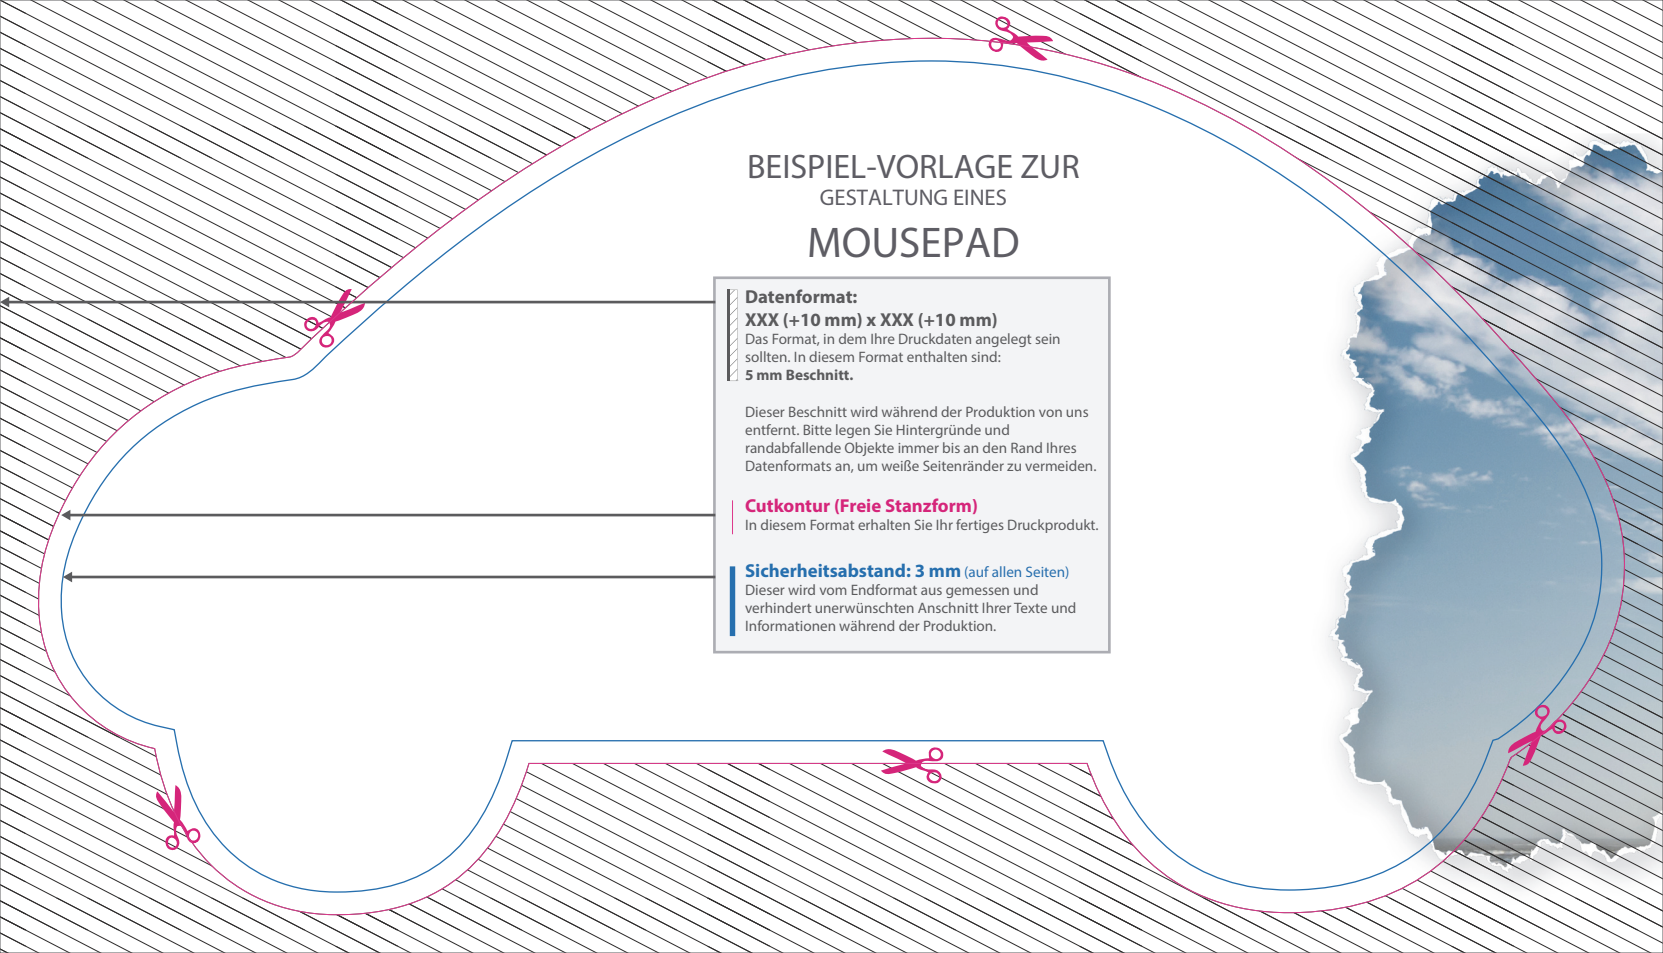 BEISPIEL-VORLAGE ZUR
GESTALTUNG EINES
MOUSEPAD
Datenformat:
XXX (+10 mm) x XXX (+10 mm)
Das Format, in dem Ihre Druckdaten angelegt sein
sollten. In diesem Format enthalten sind:
5 mm Beschnitt.
Dieser Beschnitt wird während der Produktion von uns
entfernt. Bitte legen Sie Hintergründe und
randabfallende Objekte immer bis an den Rand Ihres
Datenformats an, um weiße Seitenränder zu vermeiden.
Cutkontur (Freie Stanzform)
In diesem Format erhalten Sie Ihr fertiges Druckprodukt.
Sicherheitsabstand: 3 mm (auf allen Seiten)
Dieser wird vom Endformat aus gemessen und
verhindert unerwünschten Anschnitt Ihrer Texte und
Informationen während der Produktion.